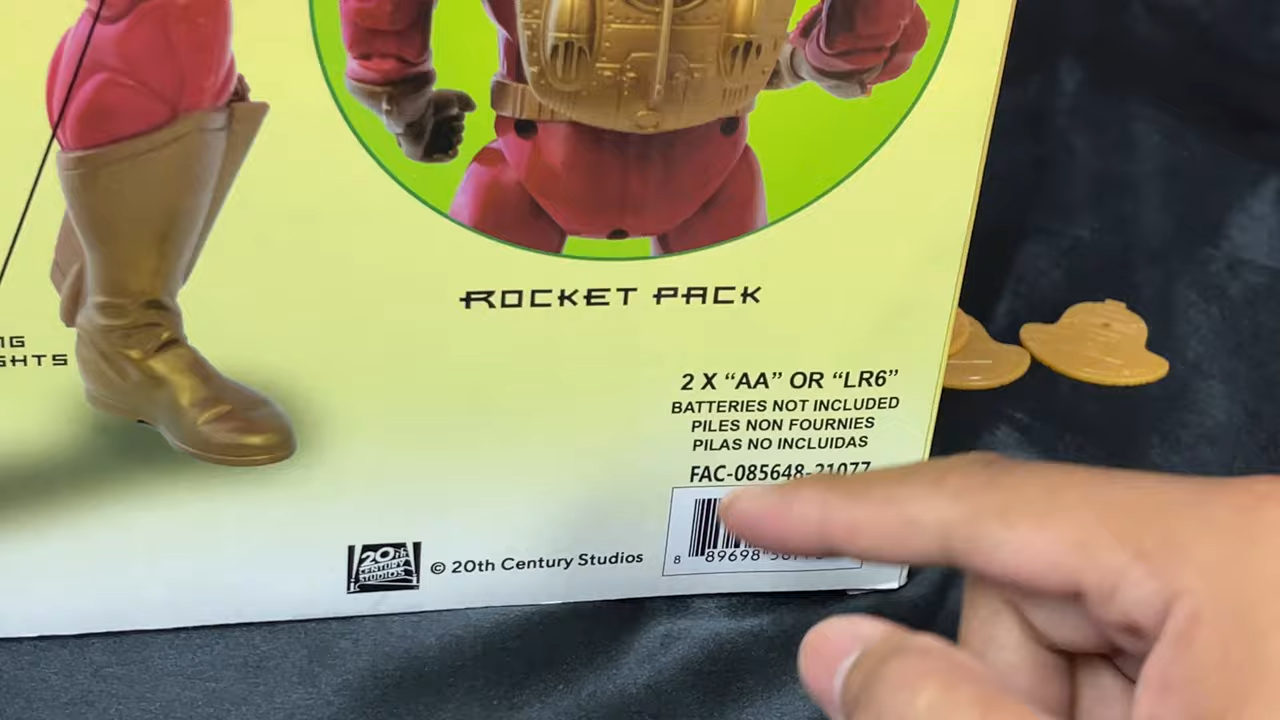 ROCKET PACK
GHTS
2 X “AA” OR “LR6”
BATTERIES NOT INCLUDED
PILES NON FOURNIES
PILAS NO INCLUIDAS
FAC-085648-21077
8 89698
20th
CENTURY
STUDIOS
© 20th Century Studios